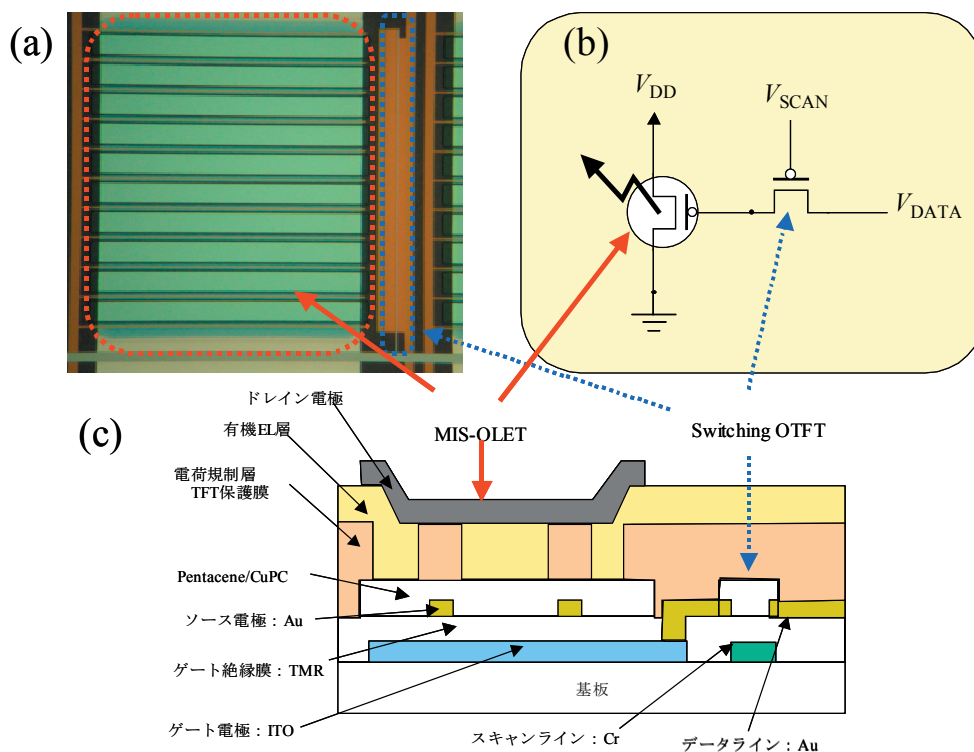 (a)
(b)
VDD
VSCAN
VDATA
(c)
ドレイン電極
有機EL層
電荷規制層
TFT保護膜
MIS-OLET
Switching OTFT
Pentacene/CuPC
ソース電極：Au
ゲート絶縁膜：TMR
ゲート電極：ITO
基板
スキャンライン：Cr
データライン：Au